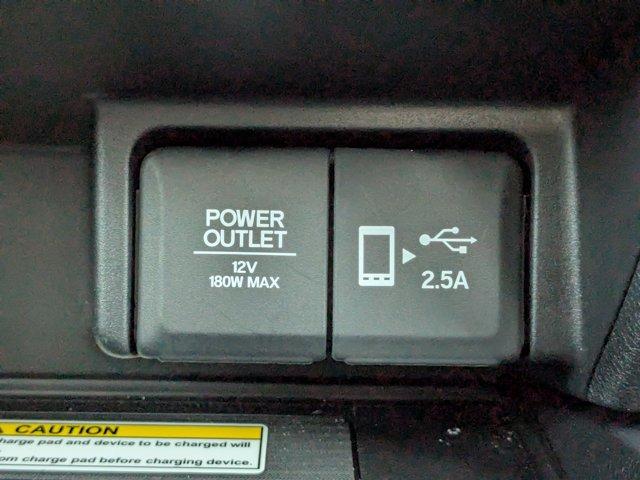 POWER
OUTLET
12V
180W MAX
2.5A
CAUTION
harge pad and device to be charged will
om charge pad before charging device.